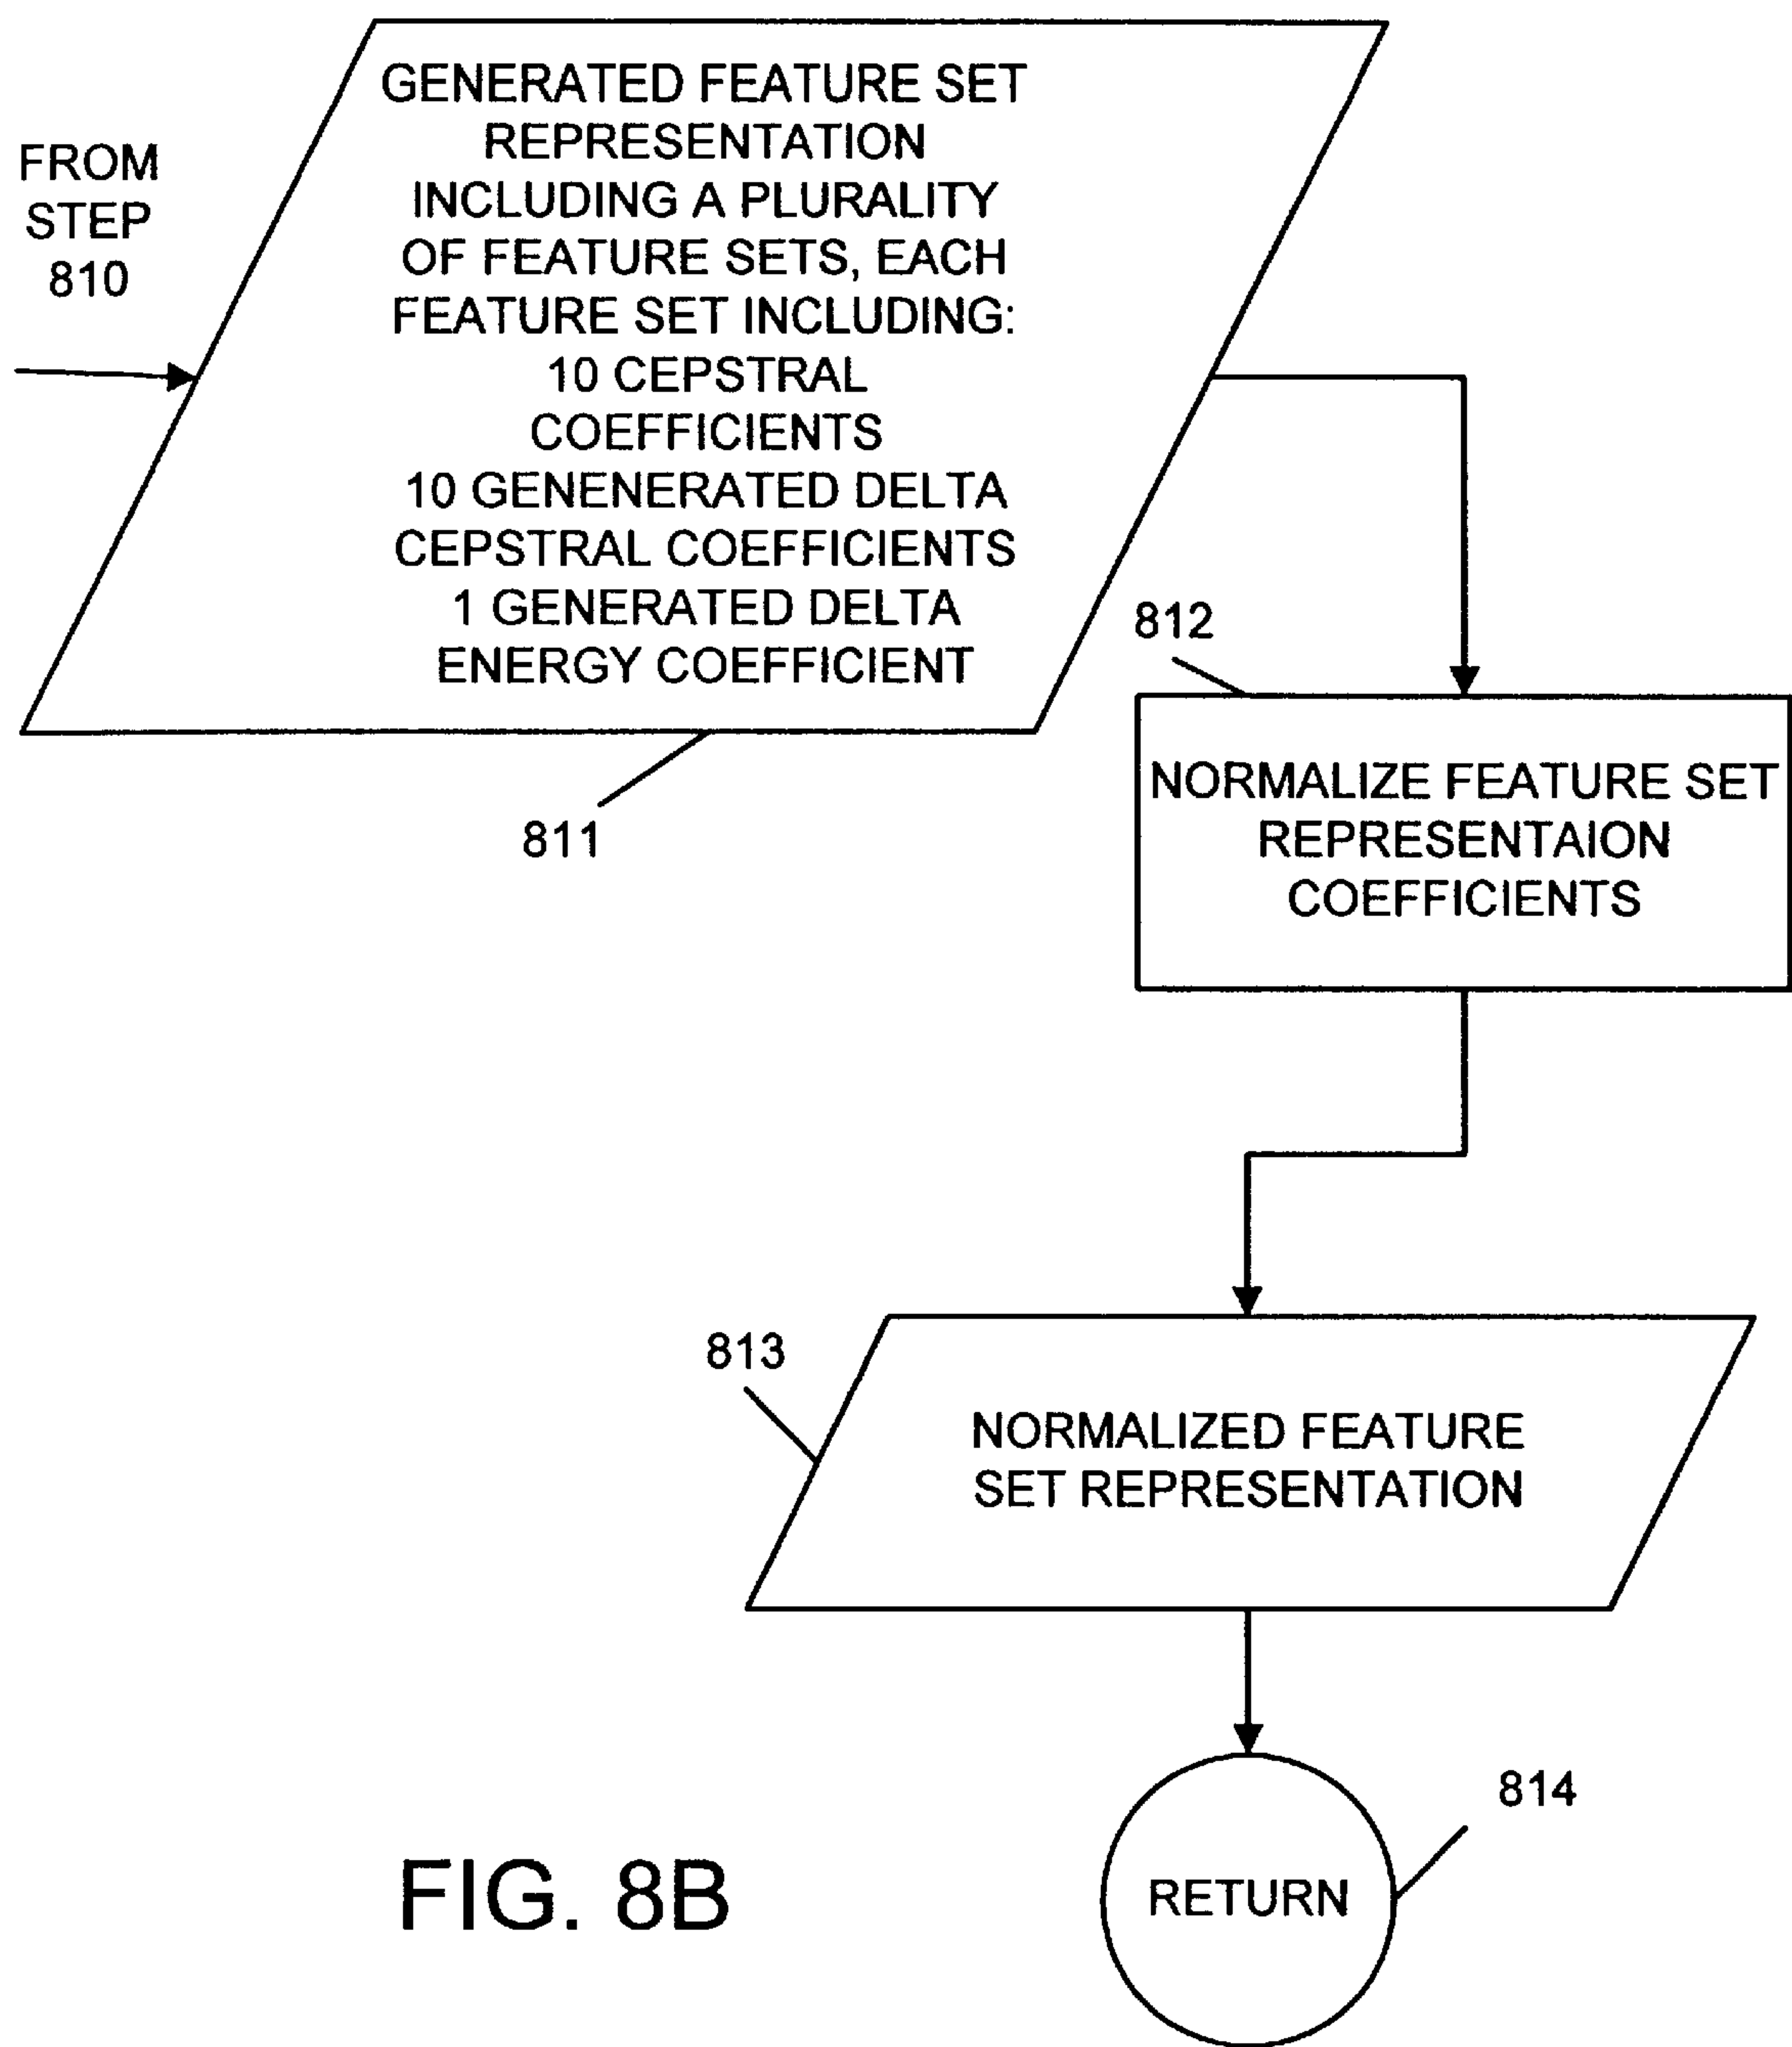 FROM
STEP
810
GENERATED FEATURE SET
REPRESENTATION
INCLUDING A PLURALITY
OF FEATURE SETS, EACH
FEATURE SET INCLUDING:
10 CEPSTRAL
COEFFICIENTS
10 GENENERATED DELTA
CEPSTRAL COEFFICIENTS
1 GENERATED DELTA
ENERGY COEFFICIENT
811
812
NORMALIZE FEATURE SET
REPRESENTAION
COEFFICIENTS
813
NORMALIZED FEATURE
SET REPRESENTATION
814
RETURN
FIG. 8B